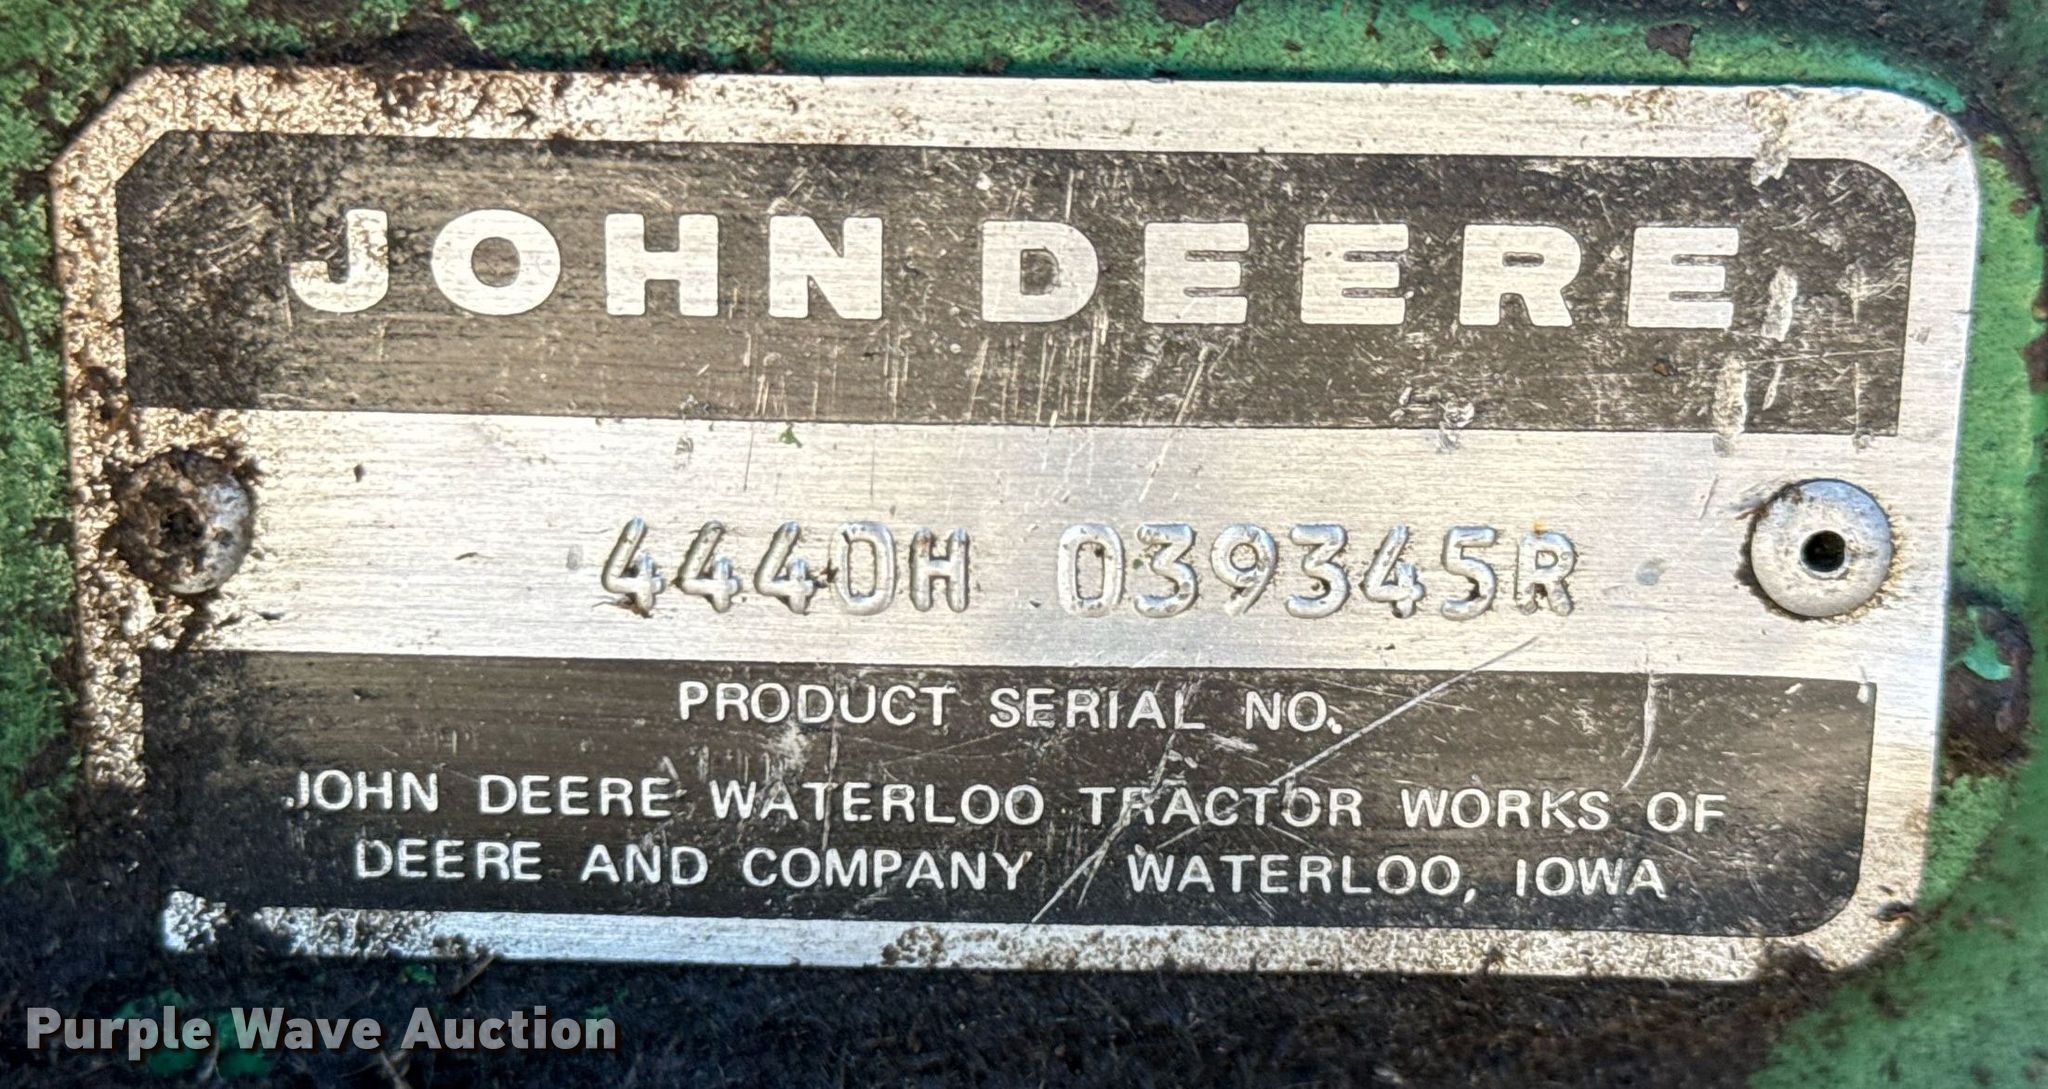 JOHN DEERE
4440H 039345R
PRODUCT SERIAL NO.
JOHN DEERE WATERLOO TRACTOR WORKS OF
DEERE AND COMPANY WATERLOO, IOWA
Purple Wave Auction